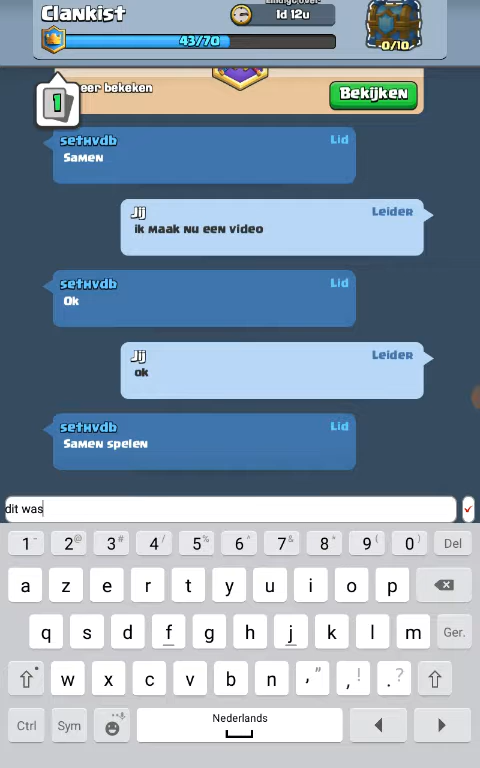 Clankist
Eindigt over:
1d 12u
43/70
0/10
1
eer bekeken
Bekijken
sethvdb
Lid
Samen
Jij
Leider
ik maak nu een video
sethvdb
Lid
Ok
Jij
Leider
ok
sethvdb
Lid
Samen spelen
dit was
1 - 2 @ 3 # 4 / 5 % 6 ^ 7 & 8 * 9 ( 0 ) Del
a z e r t y u i o p
q s d f g h j k l m Ger.
w x c v b n ' " , ! . ?
Ctrl Sym Nederlands